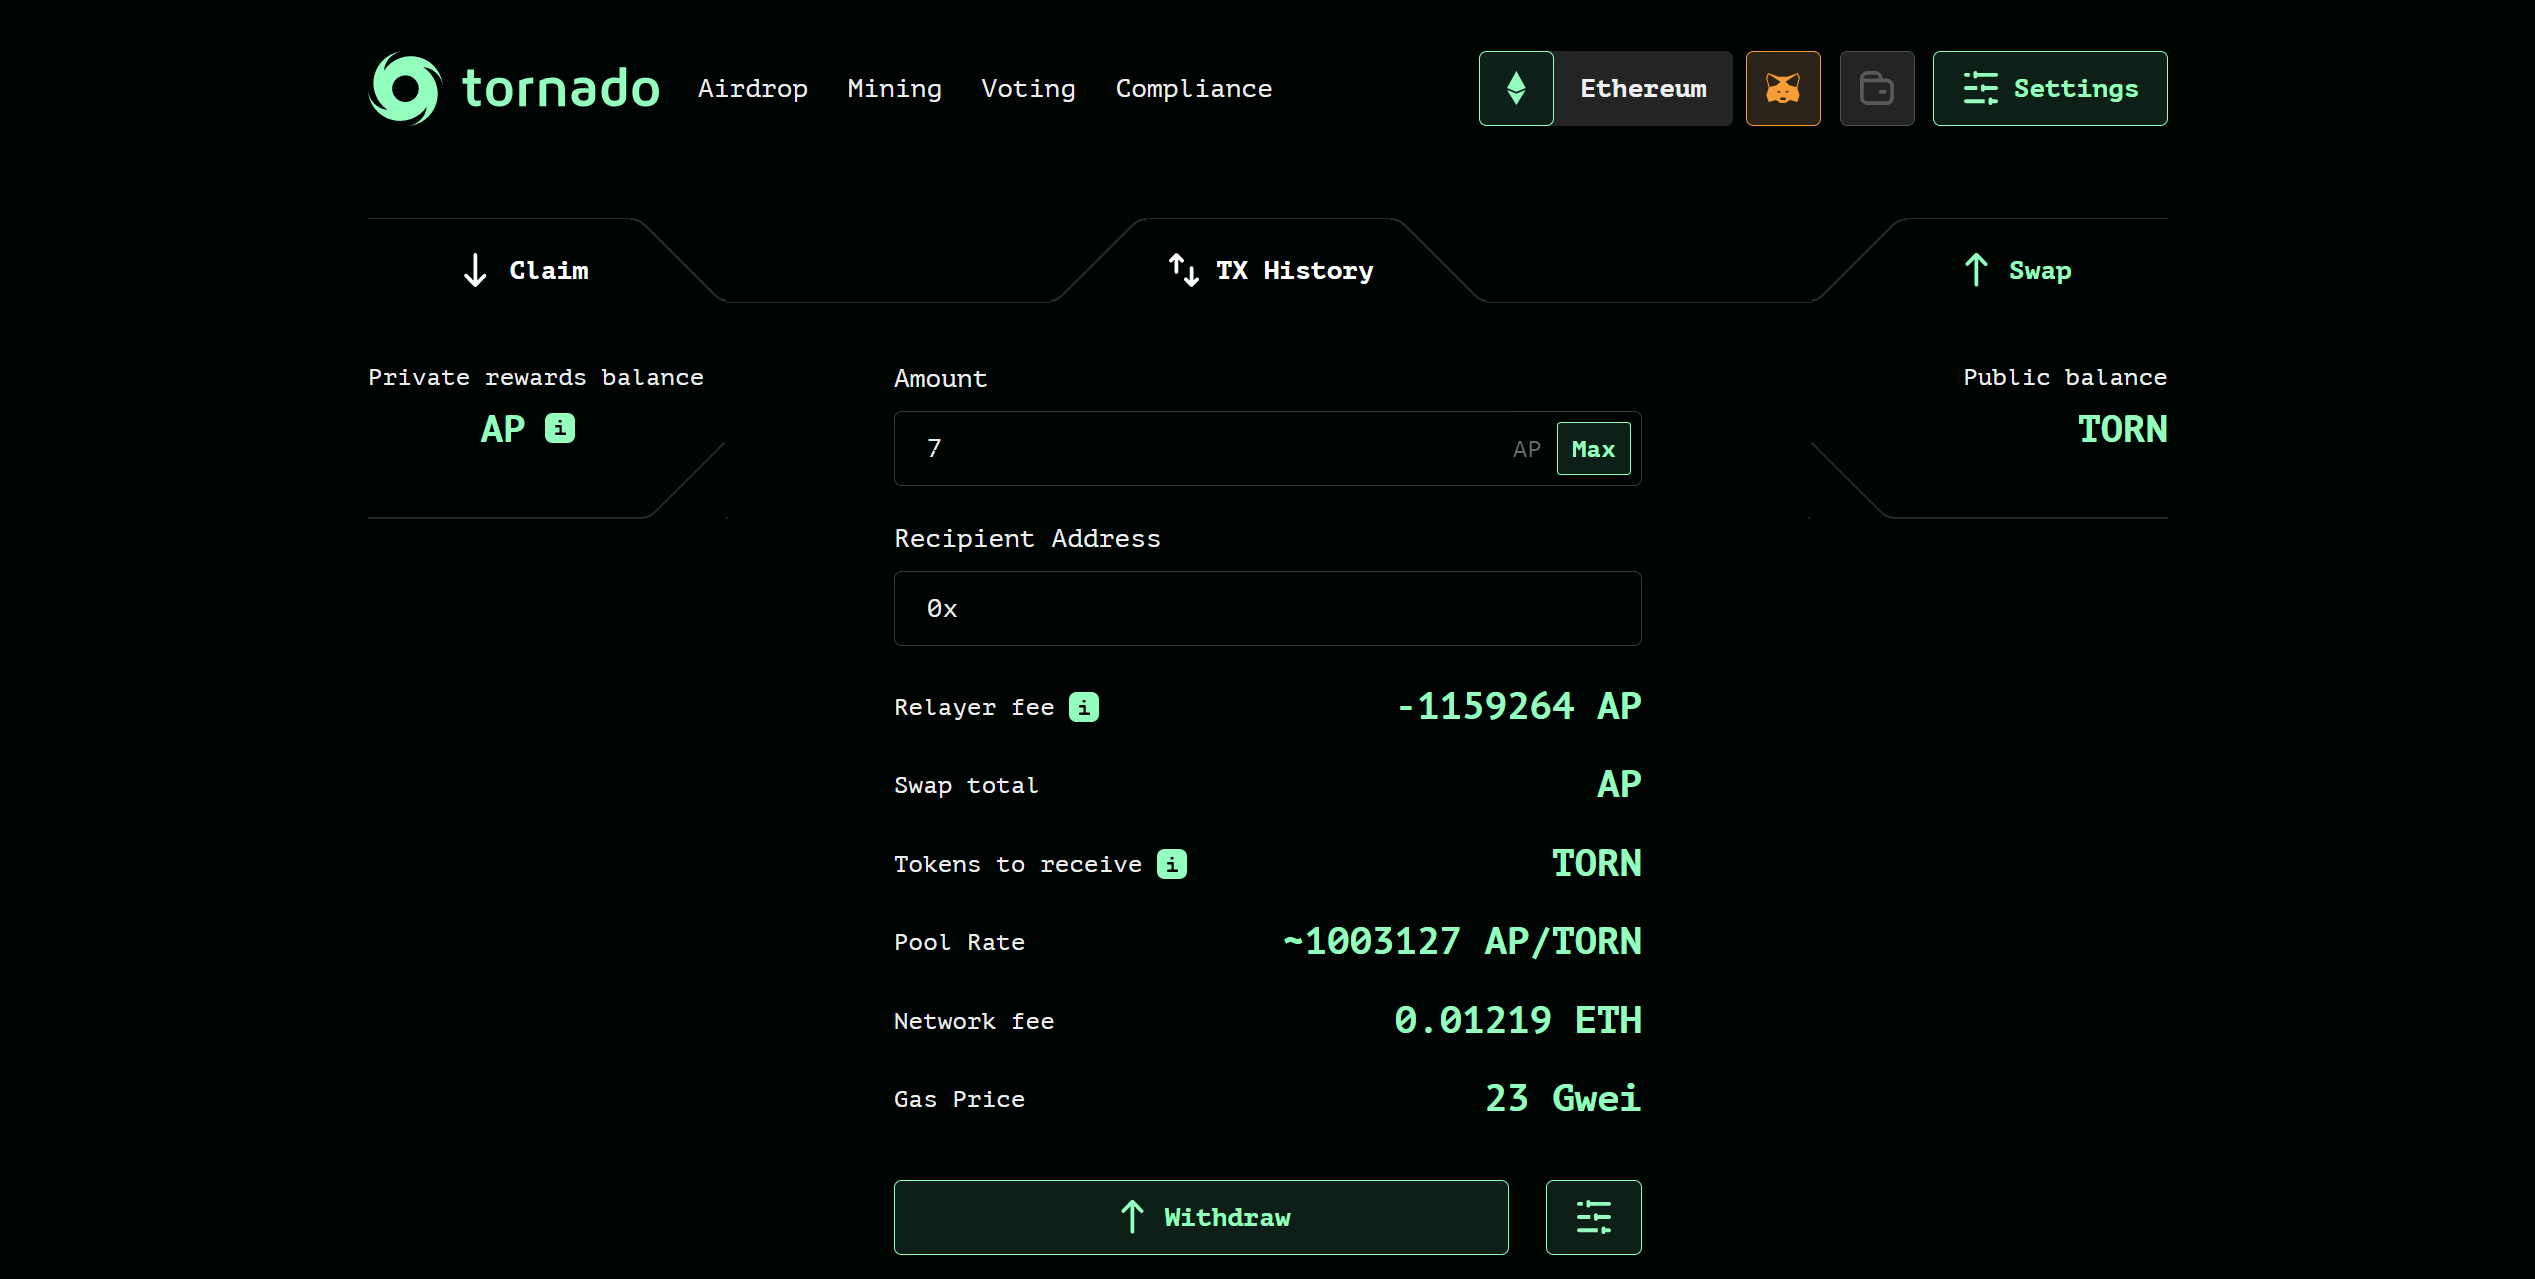 tornado Airdrop Mining Voting Compliance Ethereum Settings
Claim TX History Swap
Private rewards balance
AP i
Public balance
TORN
Amount
7 AP Max
Recipient Address
0x
Relayer fee i -1159264 AP
Swap total AP
Tokens to receive i TORN
Pool Rate ~1003127 AP/TORN
Network fee 0.01219 ETH
Gas Price 23 Gwei
Withdraw